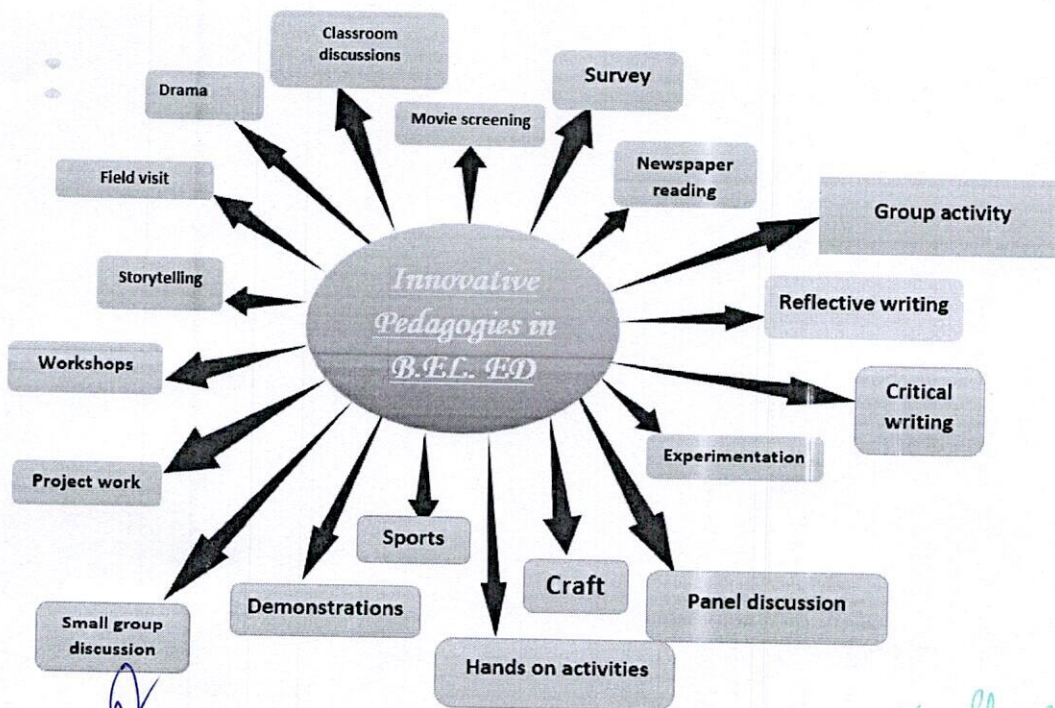 Classroom
discussions
Survey
Drama
Movie screening
Newspaper
reading
Field visit
Group activity
Storytelling
Innovative
Pedagogies in
B.EL. ED
Reflective writing
Workshops
Critical
writing
Experimentation
Project work
Sports
Craft
Demonstrations
Panel discussion
Small group
discussion
Hands on activities